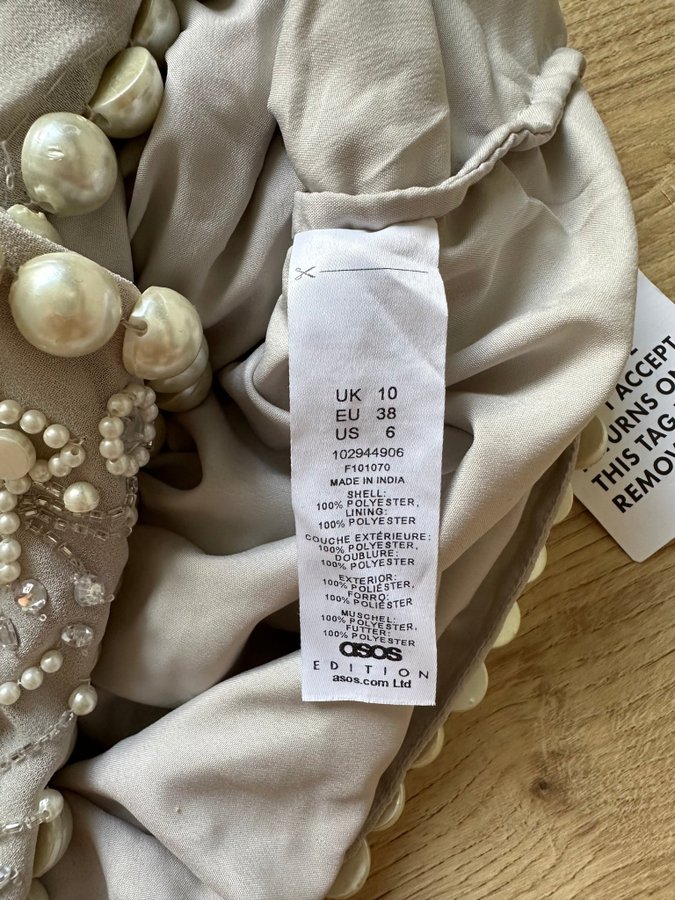 UK 10
EU 38
US 6
102944906
F101070
MADE IN INDIA
SHELL:
100% POLYESTER,
LINING:
100% POLYESTER
COUCHE EXTÉRIEURE:
100% POLYESTER,
DOUBLURE:
100% POLYESTER
EXTERIOR:
100% POLIÉSTER,
FORRO:
100% POLIÉSTER
MUSCHEL:
100% POLYESTER,
FUTTER:
100% POLYESTER
asos
EDITION
asos.com Ltd
ACCEPT
ON
THIS TAG